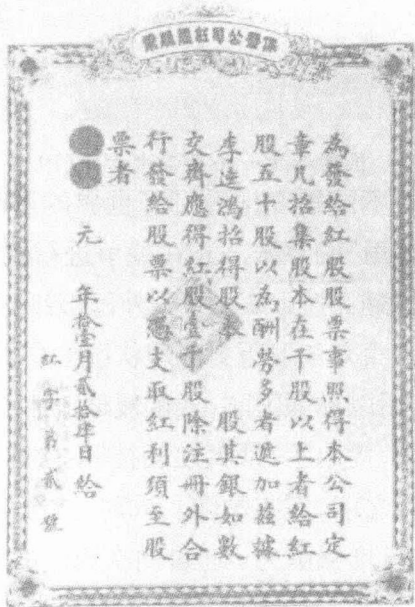 為發給紅股股票事照得本公司定
章凡招集股本在千股以上者給紅
股五十股以為酬勞多者遞加茲據
李達鴻招得股數 股其銀如數
交齊應得紅股壹千股除注冊外合
行發給股票以憑支取紅利須至股
票者
元 年拾壹月貳拾肆日 給
紅字第貳號